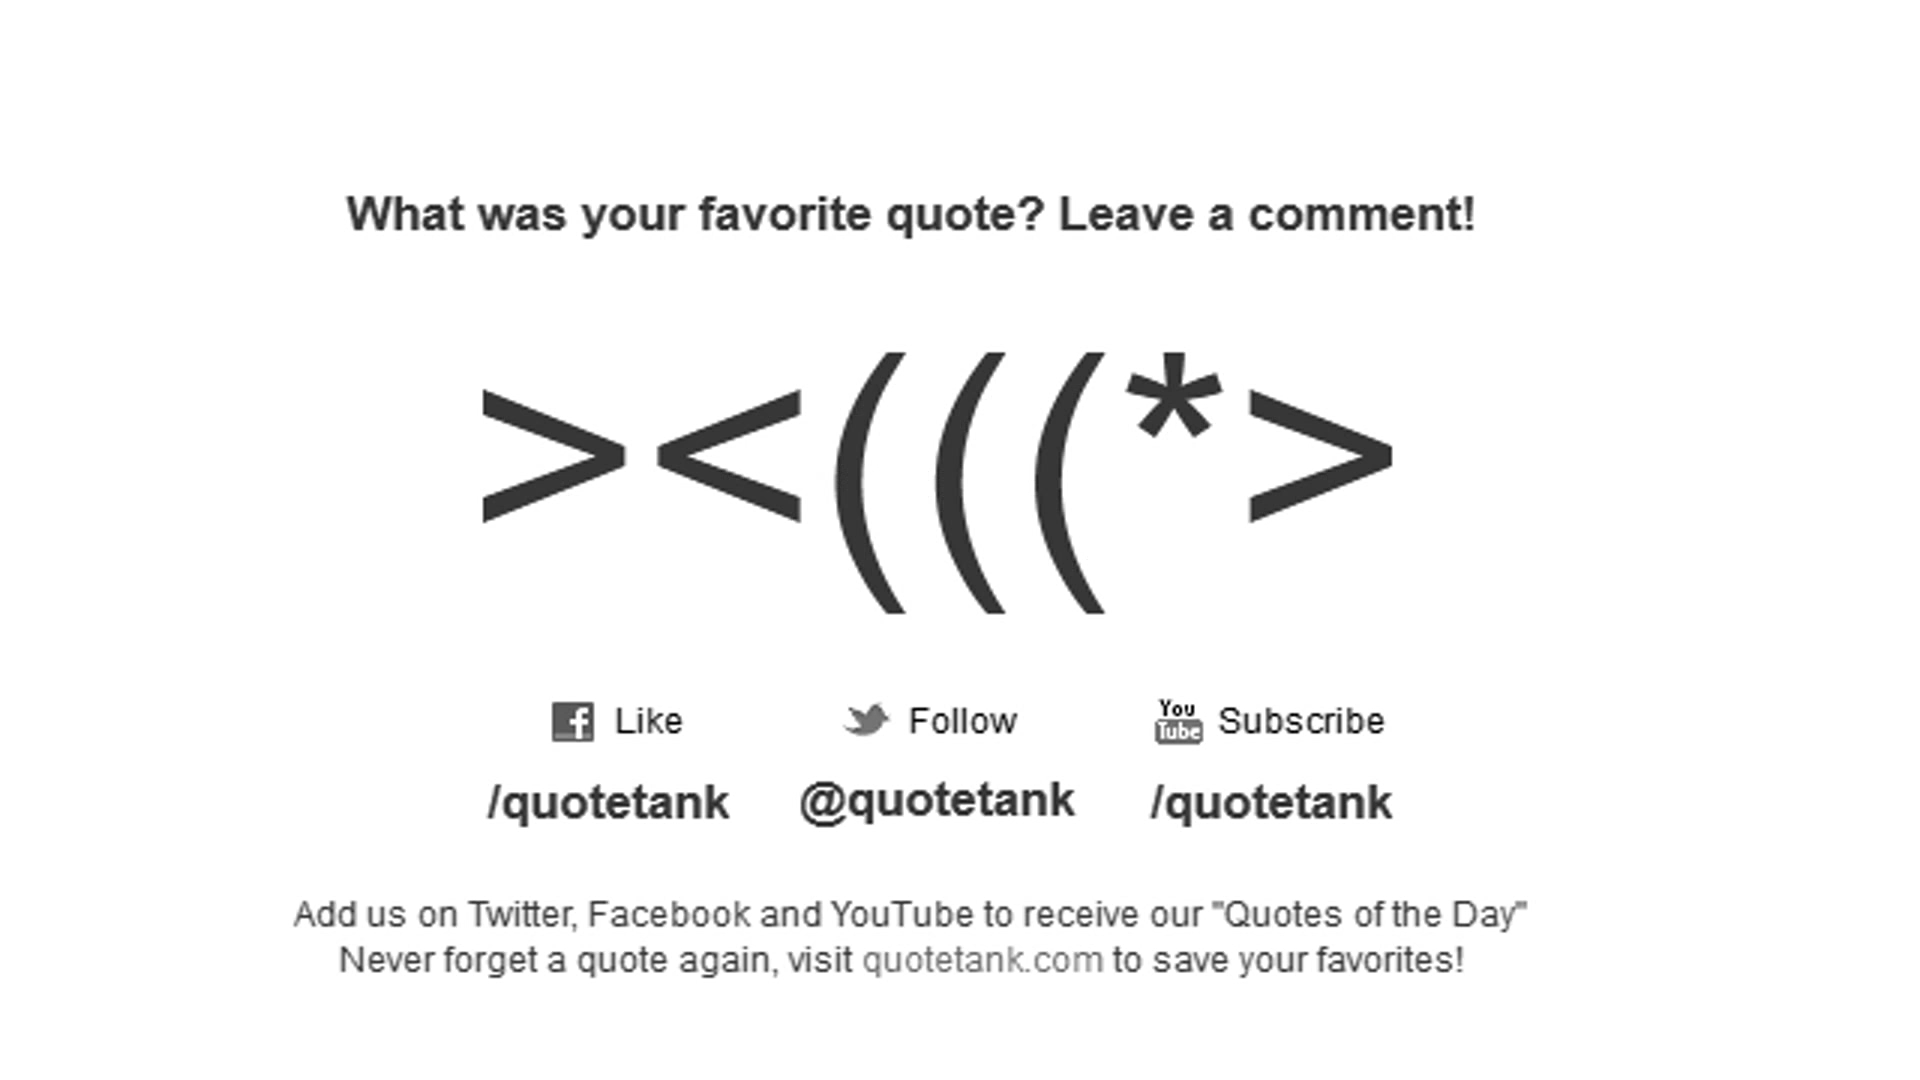 What was your favorite quote? Leave a comment!
><(((*>
f Like
Follow
You Tube Subscribe
/quotetank
@quotetank
/quotetank
Add us on Twitter, Facebook and YouTube to receive our "Quotes of the Day"
Never forget a quote again, visit quotetank.com to save your favorites!